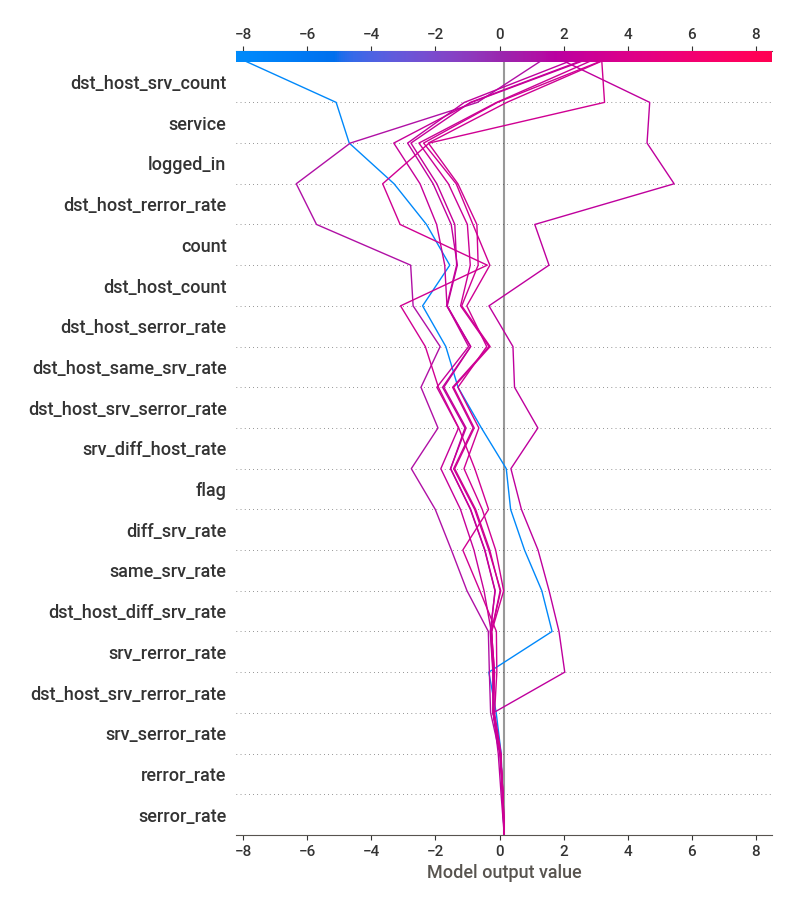 −8 −6 −4 −2 0 2 4 6 8
dst_host_srv_count
service
logged_in
dst_host_rerror_rate
count
dst_host_count
dst_host_serror_rate
dst_host_same_srv_rate
dst_host_srv_serror_rate
srv_diff_host_rate
flag
diff_srv_rate
same_srv_rate
dst_host_diff_srv_rate
srv_rerror_rate
dst_host_srv_rerror_rate
srv_serror_rate
rerror_rate
serror_rate
−8 −6 −4 −2 0 2 4 6 8
Model output value